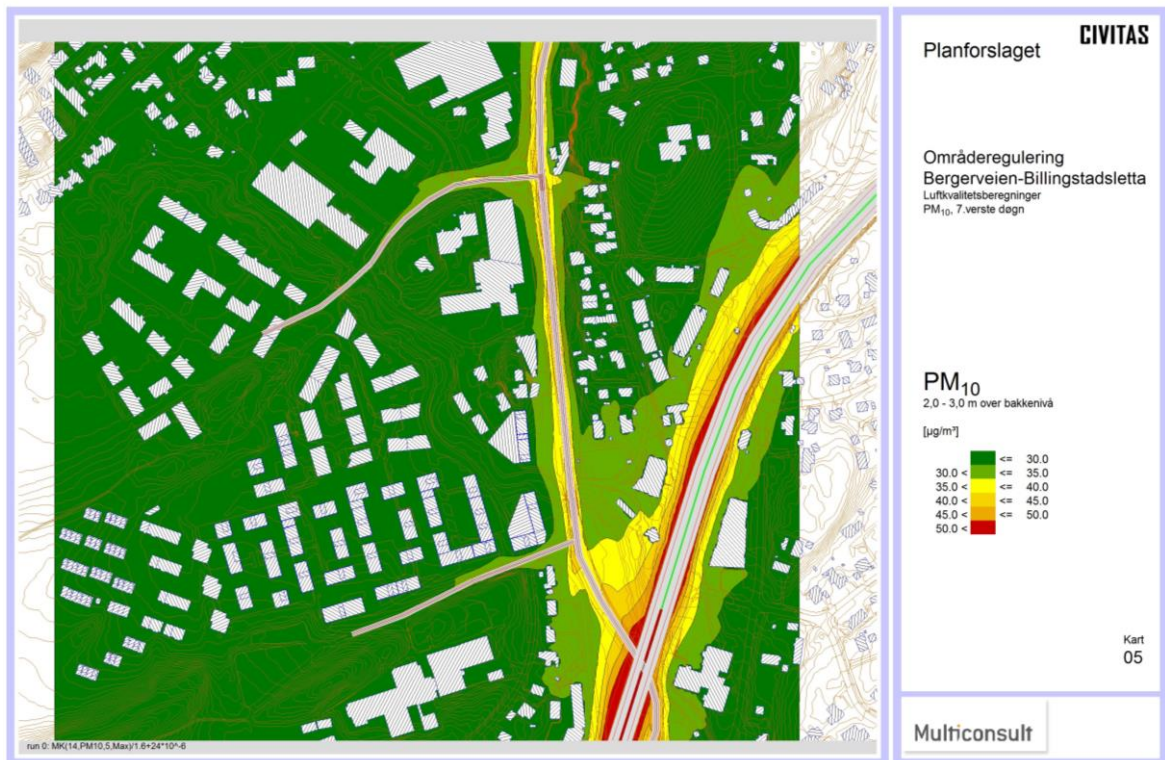 CIVITAS
Planforslaget
Områderegulering
Bergerveien-Billingstadsletta
Luftkvalitetsberegninger
PM10, 7.verste døgn
PM10
2,0 - 3,0 m over bakkenivå
[µg/m³]
<= 30.0
30.0 < <= 35.0
35.0 < <= 40.0
40.0 < <= 45.0
45.0 < <= 50.0
50.0 <
Kart
05
Multiconsult
run 0: MK(14,PM10,5,Max)/1.6+24*10^-6